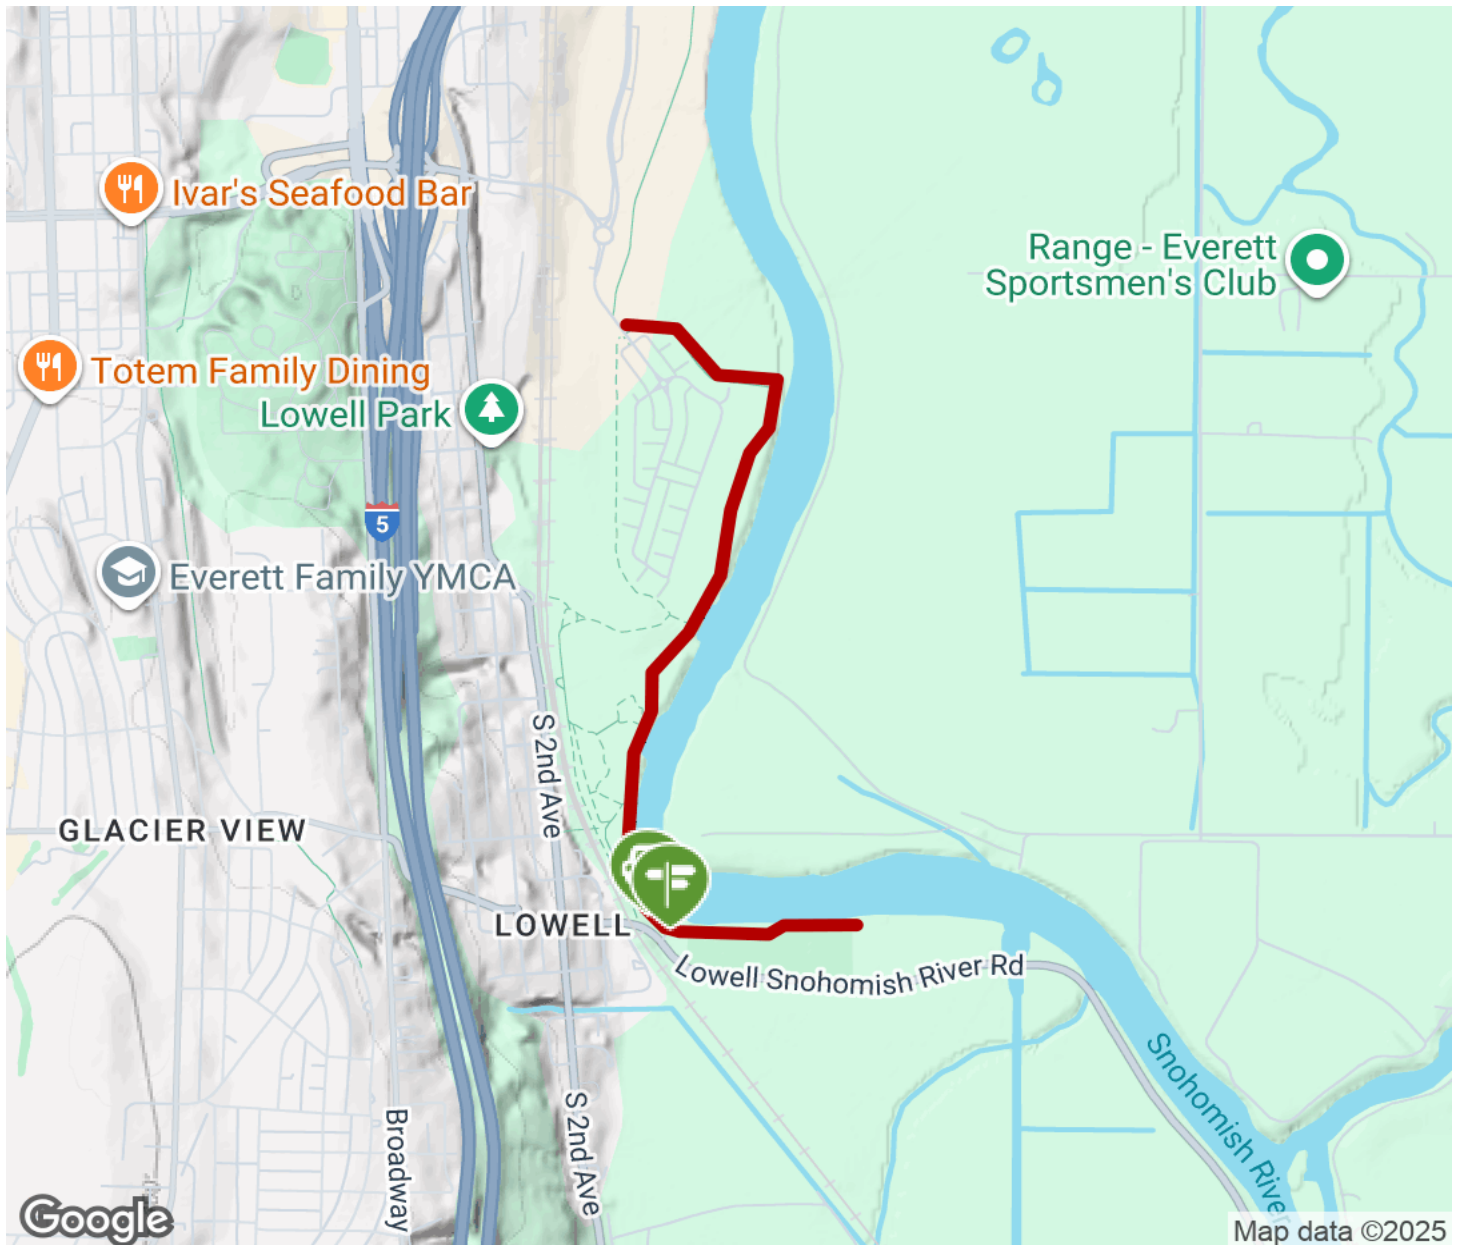 Ivar's Seafood Bar
Range - Everett
Sportsmen's Club
Totem Family Dining
Lowell Park
5
Everett Family YMCA
S 2nd Ave
GLACIER VIEW
LOWELL
Lowell Snohomish River Rd
Snohomish River
S 2nd Ave
Broadway
Google
Map data ©2025